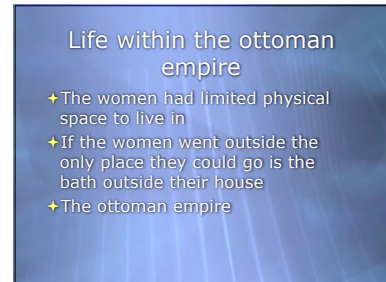 Life within the ottoman
empire
The women had limited physical
space to live in
If the women went outside the
only place they could go is the
bath outside their house
The ottoman empire